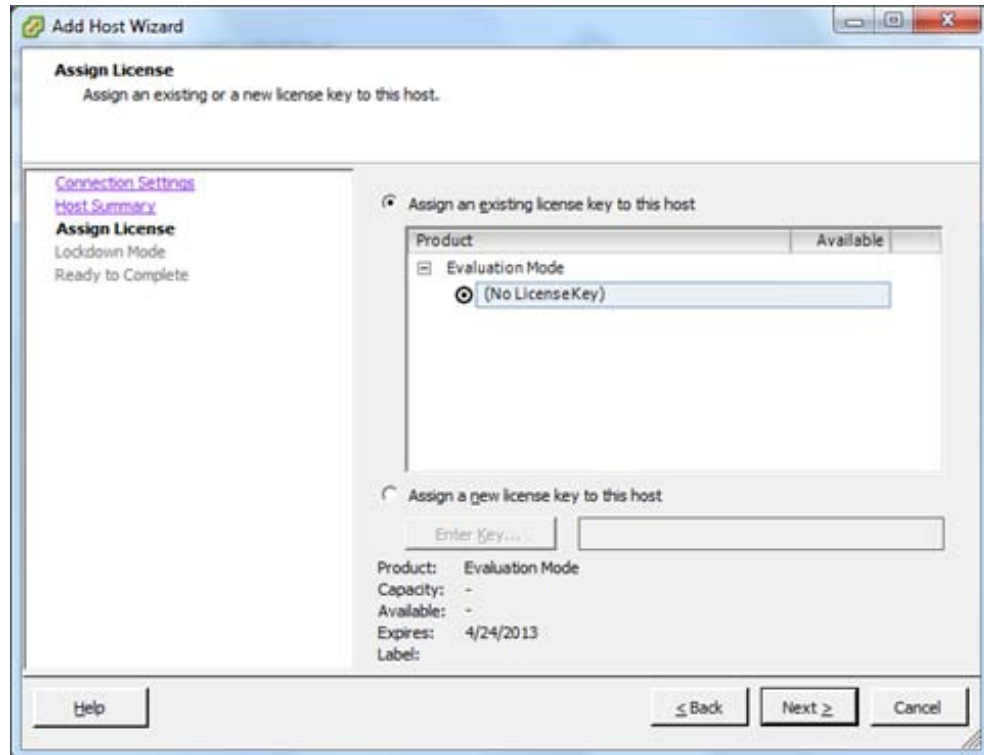 Add Host Wizard
Assign License
Assign an existing or a new license key to this host.
Connection Settings
Host Summary
Assign License
Lockdown Mode
Ready to Complete
Assign an existing license key to this host
Product Available
Evaluation Mode
(No License Key)
Assign a new license key to this host
Enter Key...
Product: Evaluation Mode
Capacity: -
Available: -
Expires: 4/24/2013
Label:
Help
< Back
Next >
Cancel